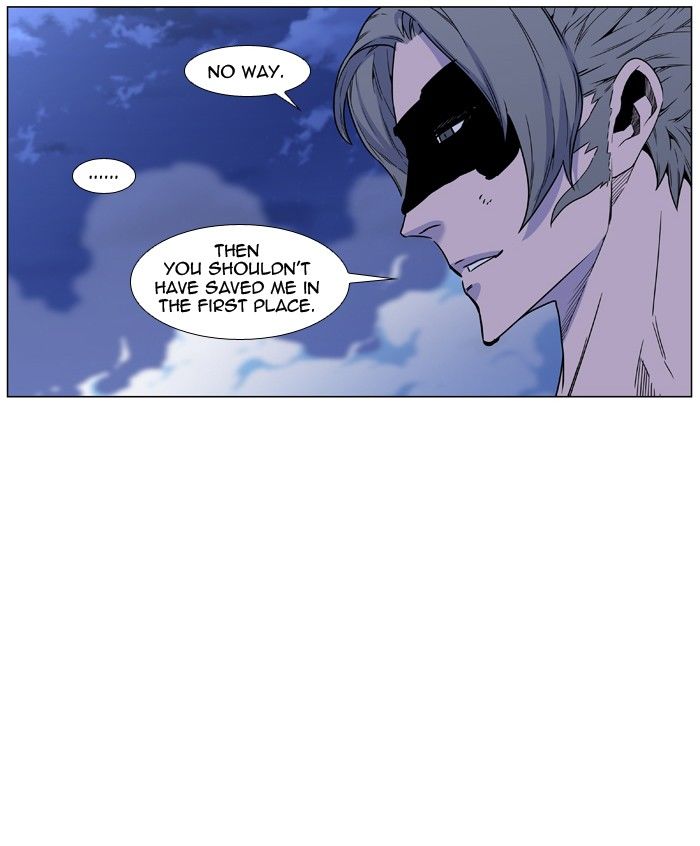 NO WAY.
......
THEN
YOU SHOULDN'T
HAVE SAVED ME IN
THE FIRST PLACE.